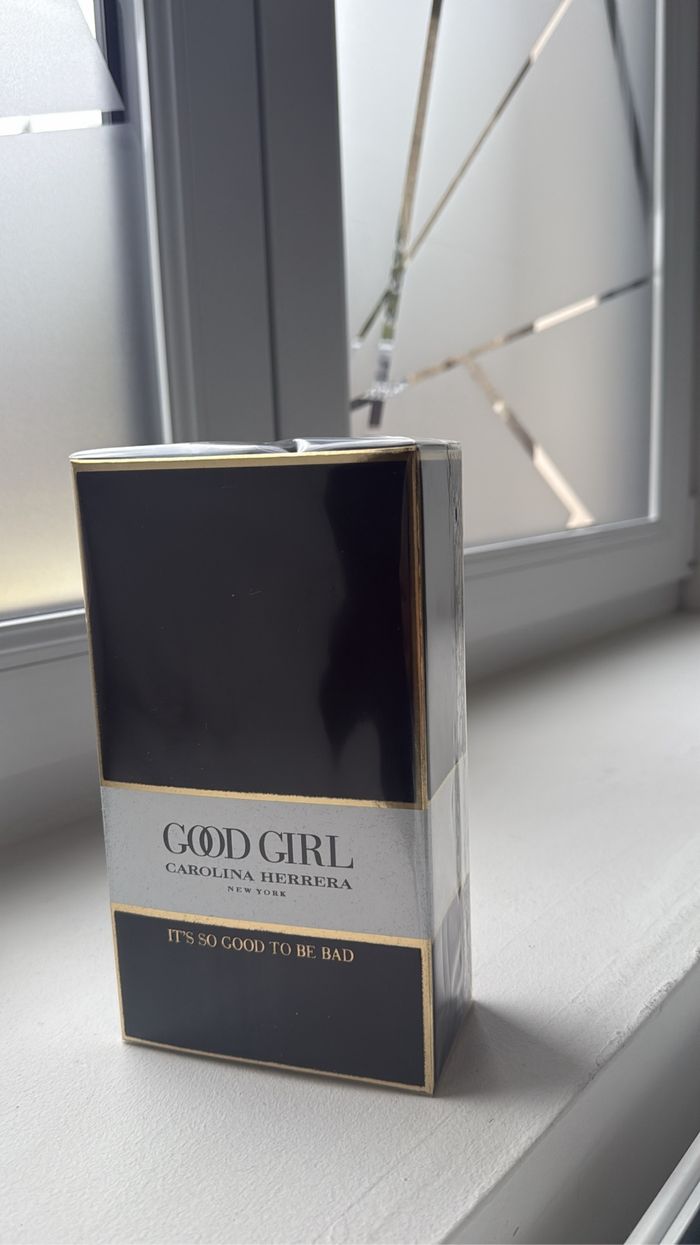 GOOD GIRL
CAROLINA HERRERA
NEW YORK
IT'S SO GOOD TO BE BAD